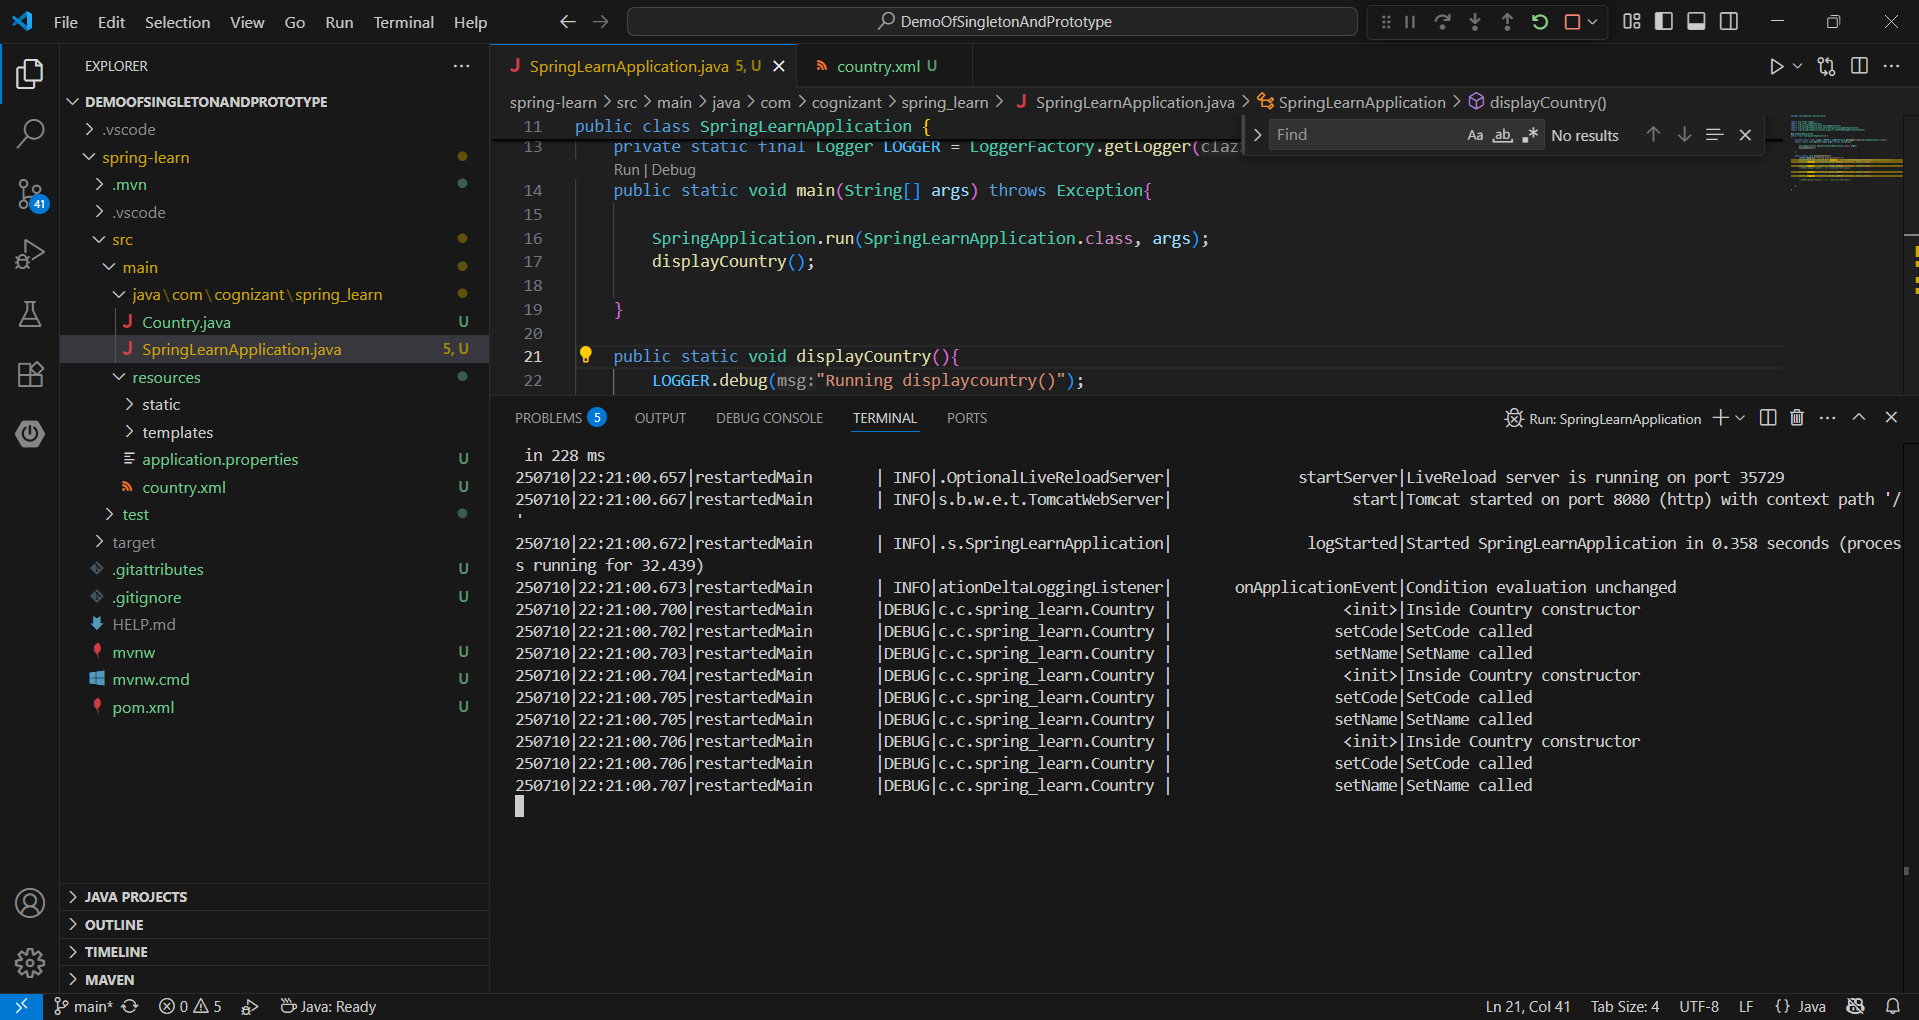 File Edit Selection View Go Run Terminal Help
DemoOfSingletonAndPrototype
EXPLORER
DEMOOFSINGLETONANDPROTOTYPE
.vscode
spring-learn
.mvn
.vscode
src
main
java\com\cognizant\spring_learn
Country.java U
SpringLearnApplication.java 5, U
resources
static
templates
application.properties U
country.xml U
test
target
.gitattributes U
.gitignore U
HELP.md
mvnw U
mvnw.cmd U
pom.xml U
JAVA PROJECTS
OUTLINE
TIMELINE
MAVEN
41
SpringLearnApplication.java 5, U
country.xml U
spring-learn > src > main > java > com > cognizant > spring_learn > SpringLearnApplication.java > SpringLearnApplication > displayCountry()
Find Aa ab No results
11 public class SpringLearnApplication {
13 private static final Logger LOGGER = LoggerFactory.getLogger(claz
Run | Debug
14 public static void main(String[] args) throws Exception{
15
16 SpringApplication.run(SpringLearnApplication.class, args);
17 displayCountry();
18
19 }
20
21 public static void displayCountry(){
22 LOGGER.debug(msg:"Running displaycountry()");
PROBLEMS 5 OUTPUT DEBUG CONSOLE TERMINAL PORTS
Run: SpringLearnApplication
in 228 ms
250710|22:21:00.657|restartedMain | INFO|.OptionalLiveReloadServer| startServer|LiveReload server is running on port 35729
250710|22:21:00.667|restartedMain | INFO|s.b.w.e.t.TomcatWebServer| start|Tomcat started on port 8080 (http) with context path '/
'
250710|22:21:00.672|restartedMain | INFO|.s.SpringLearnApplication| logStarted|Started SpringLearnApplication in 0.358 seconds (proces
s running for 32.439)
250710|22:21:00.673|restartedMain | INFO|ationDeltaLoggingListener| onApplicationEvent|Condition evaluation unchanged
250710|22:21:00.700|restartedMain |DEBUG|c.c.spring_learn.Country | <init>|Inside Country constructor
250710|22:21:00.702|restartedMain |DEBUG|c.c.spring_learn.Country | setCode|SetCode called
250710|22:21:00.703|restartedMain |DEBUG|c.c.spring_learn.Country | setName|SetName called
250710|22:21:00.704|restartedMain |DEBUG|c.c.spring_learn.Country | <init>|Inside Country constructor
250710|22:21:00.705|restartedMain |DEBUG|c.c.spring_learn.Country | setCode|SetCode called
250710|22:21:00.705|restartedMain |DEBUG|c.c.spring_learn.Country | setName|SetName called
250710|22:21:00.706|restartedMain |DEBUG|c.c.spring_learn.Country | <init>|Inside Country constructor
250710|22:21:00.706|restartedMain |DEBUG|c.c.spring_learn.Country | setCode|SetCode called
250710|22:21:00.707|restartedMain |DEBUG|c.c.spring_learn.Country | setName|SetName called
main* 0 5 Java: Ready Ln 21, Col 41 Tab Size: 4 UTF-8 LF {} Java